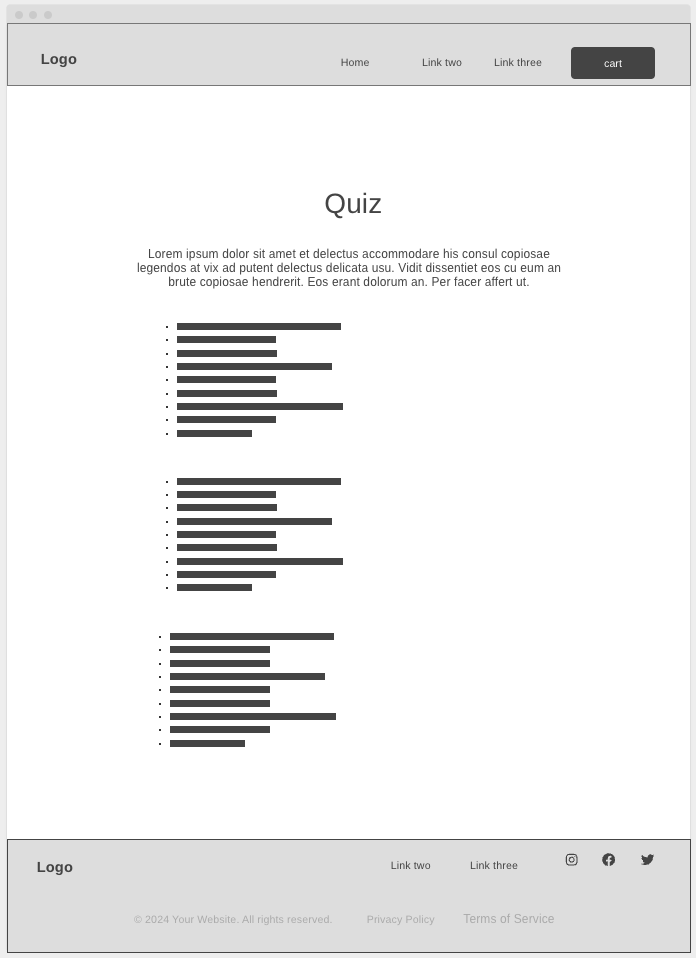 Logo
Home
Link two
Link three
cart
Quiz
Lorem ipsum dolor sit amet et delectus accommodare his consul copiosae
legendos at vix ad putent delectus delicata usu. Vidit dissentiet eos cu eum an
brute copiosae hendrerit. Eos erant dolorum an. Per facer affert ut.
Logo
Link two
Link three
© 2024 Your Website. All rights reserved.
Privacy Policy
Terms of Service